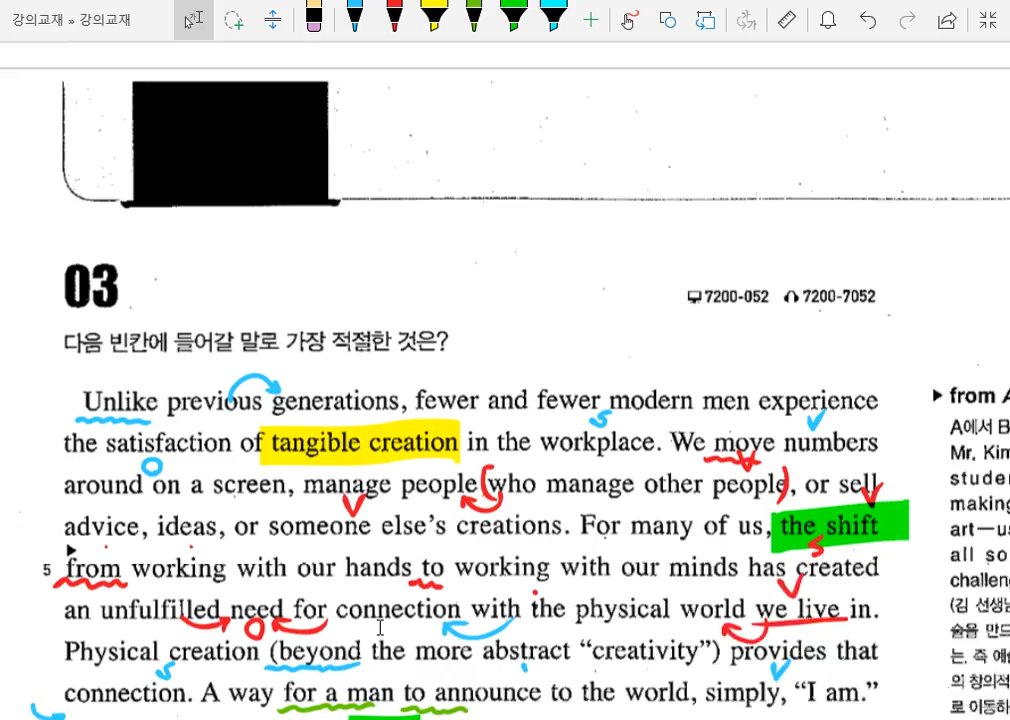 강의교재 » 강의교재
가
03
7200-052 7200-7052
다음 빈칸에 들어갈 말로 가장 적절한 것은?
Unlike previous generations, fewer and fewer modern men experience
the satisfaction of tangible creation in the workplace. We move numbers
around on a screen, manage people (who manage other people), or sell
advice, ideas, or someone else's creations. For many of us, the shift
5 from working with our hands to working with our minds has created
an unfulfilled need for connection with the physical world we live in.
Physical creation (beyond the more abstract “creativity”) provides that
connection. A way for a man to announce to the world, simply, “I am.”
▶ from A
A에서 B
Mr. Kim
stude
making
art—us
all so
challen
(김 선생님
술을 만드
는, 즉 예술
의 창의적
로 이동하